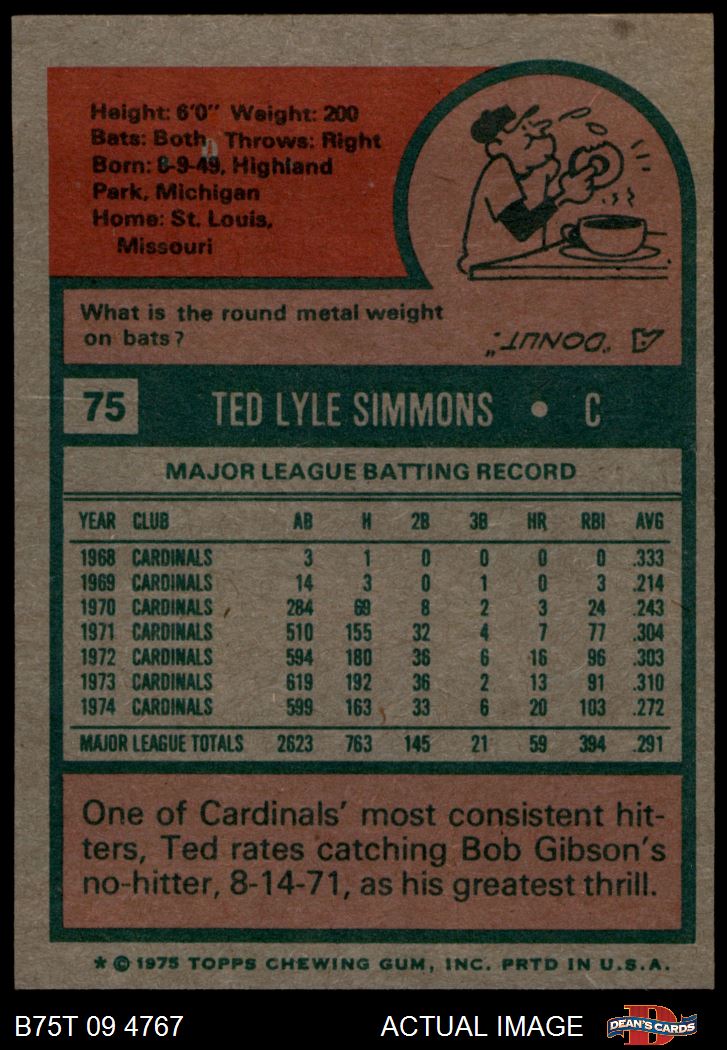 Height: 6'0" Weight: 200
Bats: Both Throws: Right
Born: 8-9-49, Highland
Park, Michigan
Home: St. Louis,
Missouri
What is the round metal weight
on bats?
A "DONUT."
75 TED LYLE SIMMONS • C
MAJOR LEAGUE BATTING RECORD
YEAR CLUB AB H 2B 3B HR RBI AVG
1968 CARDINALS 3 1 0 0 0 0 .333
1969 CARDINALS 14 3 0 1 0 3 .214
1970 CARDINALS 284 69 8 2 3 24 .243
1971 CARDINALS 510 155 32 4 7 77 .304
1972 CARDINALS 594 180 36 6 16 96 .303
1973 CARDINALS 619 192 36 2 13 91 .310
1974 CARDINALS 599 163 33 6 20 103 .272
MAJOR LEAGUE TOTALS 2623 763 145 21 59 394 .291
One of Cardinals' most consistent hit-
ters, Ted rates catching Bob Gibson's
no-hitter, 8-14-71, as his greatest thrill.
* © 1975 TOPPS CHEWING GUM, INC. PRTD IN U.S.A.
B75T 09 4767 ACTUAL IMAGE DEAN'S CARDS